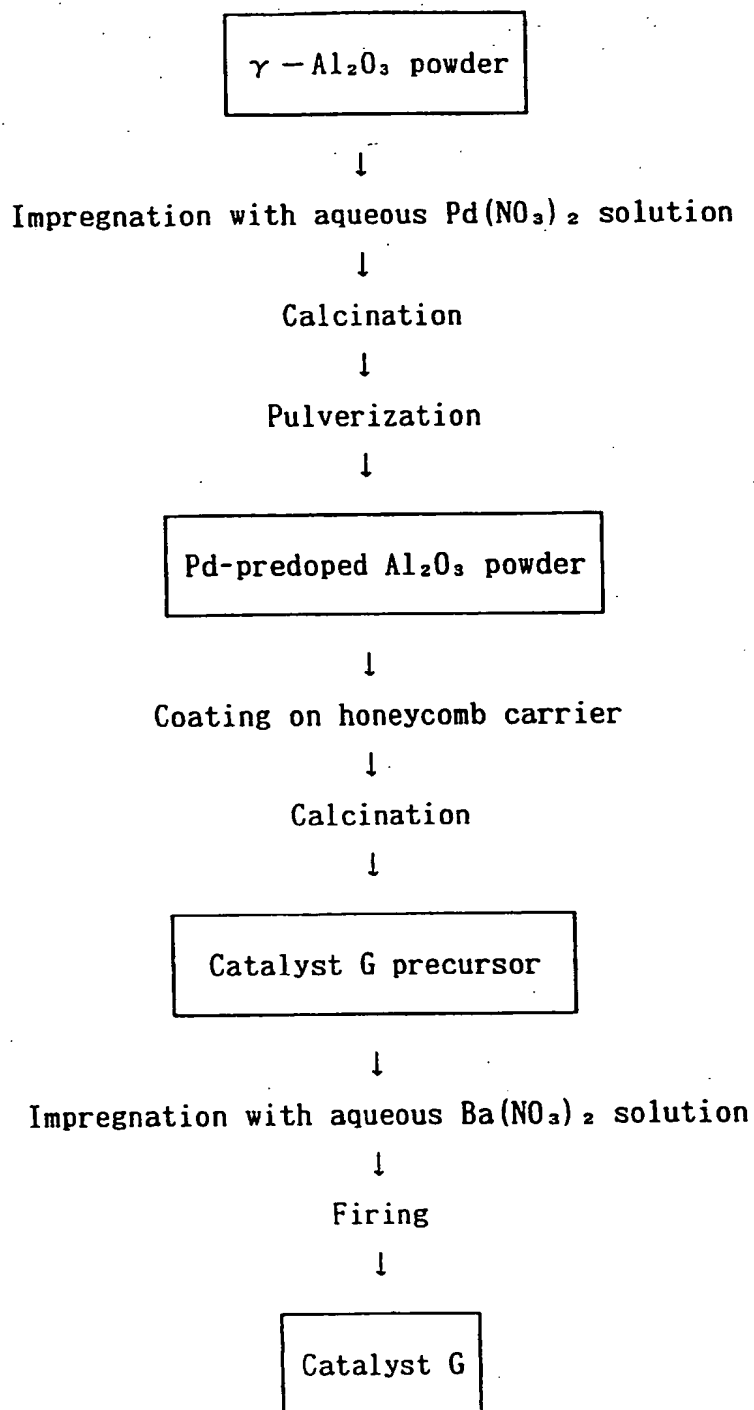 γ－Al₂O₃ powder
↓
Impregnation with aqueous Pd(NO₃)₂ solution
↓
Calcination
↓
Pulverization
↓
Pd-predoped Al₂O₃ powder
↓
Coating on honeycomb carrier
↓
Calcination
↓
Catalyst G precursor
↓
Impregnation with aqueous Ba(NO₃)₂ solution
↓
Firing
↓
Catalyst G